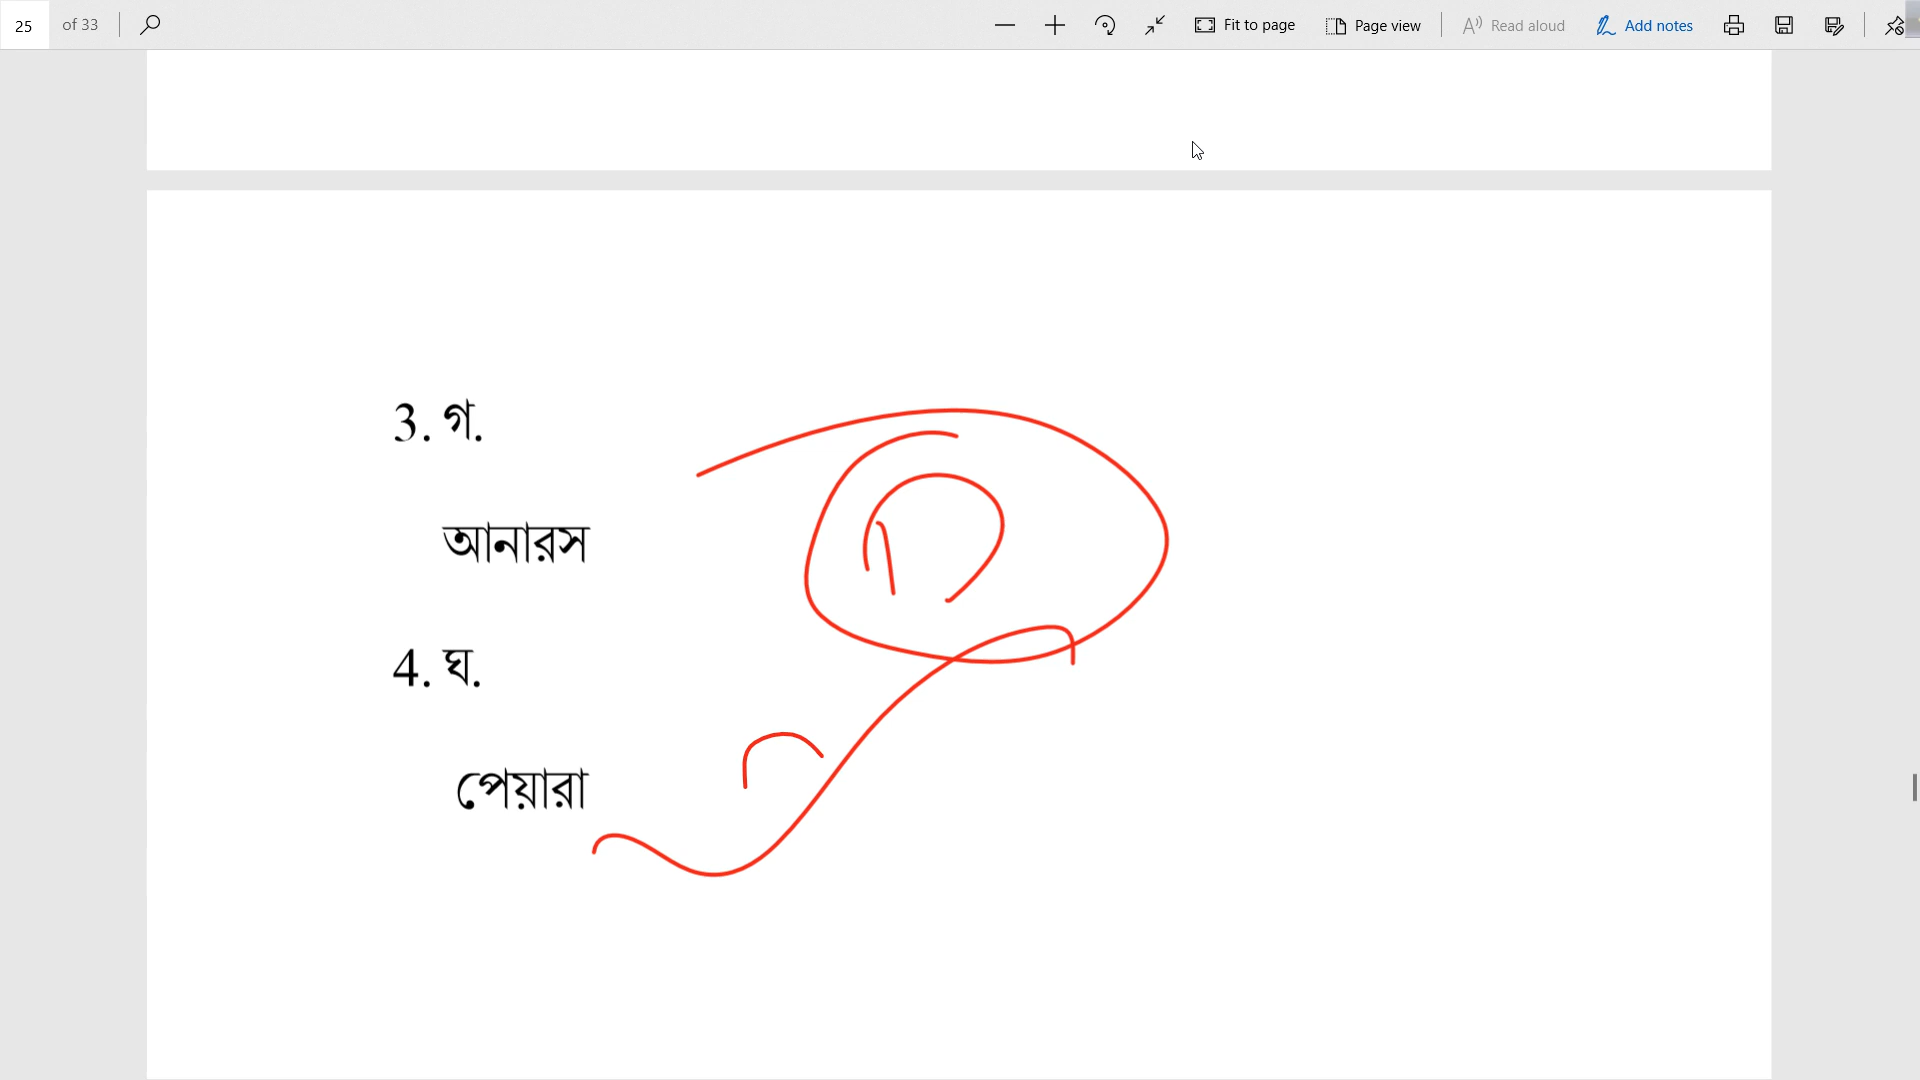 25 of 33 Fit to page Page view Read aloud Add notes
3. গ.
আনারস
4. ঘ.
পেয়ারা